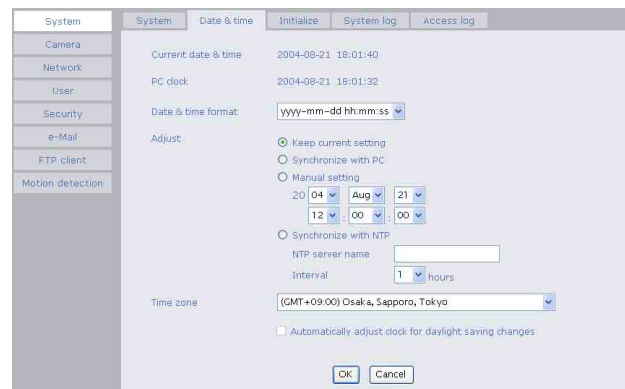 System
Camera
Network
User
Security
e-Mail
FTP client
Motion detection
System Date & time Initialize System log Access log
Current date & time 2004-08-21 18:01:40
PC clock 2004-08-21 18:01:32
Date & time format yyyy-mm-dd hh:mm:ss
Adjust Keep current setting
Synchronize with PC
Manual setting
20 04 Aug 21
12 : 00 : 00
Synchronize with NTP
NTP server name
Interval 1 hours
Time zone (GMT+09:00) Osaka, Sapporo, Tokyo
Automatically adjust clock for daylight saving changes
OK Cancel